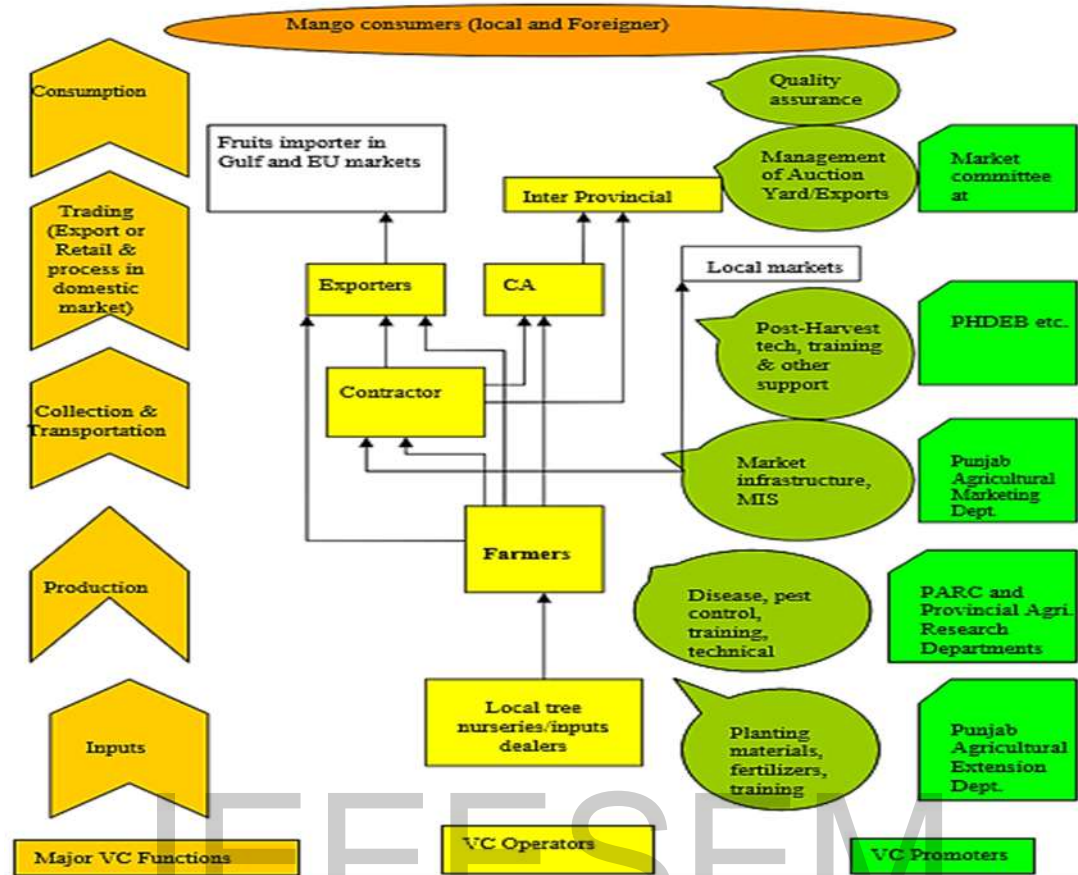 Mango consumers (local and Foreigner)
Consumption
Quality
assurance
Fruits importer in
Gulf and EU markets
Management
of Auction
Yard/Exports
Market
committee
at
Trading
(Export or
Retail &
process in
domestic
market)
Inter Provincial
Local markets
Exporters
CA
Post-Harvest
tech, training
& other
support
PHDEB etc.
Contractor
Collection &
Transportation
Market
infrastructure,
MIS
Punjab
Agricultural
Marketing
Dept.
Farmers
Production
Disease, pest
control,
training,
technical
PARC and
Provincial Agri.
Research
Departments
Local tree
nurseries/inputs
dealers
Inputs
Planting
materials,
fertilizers,
training
Punjab
Agricultural
Extension
Dept.
Major VC Functions
VC Operators
VC Promoters